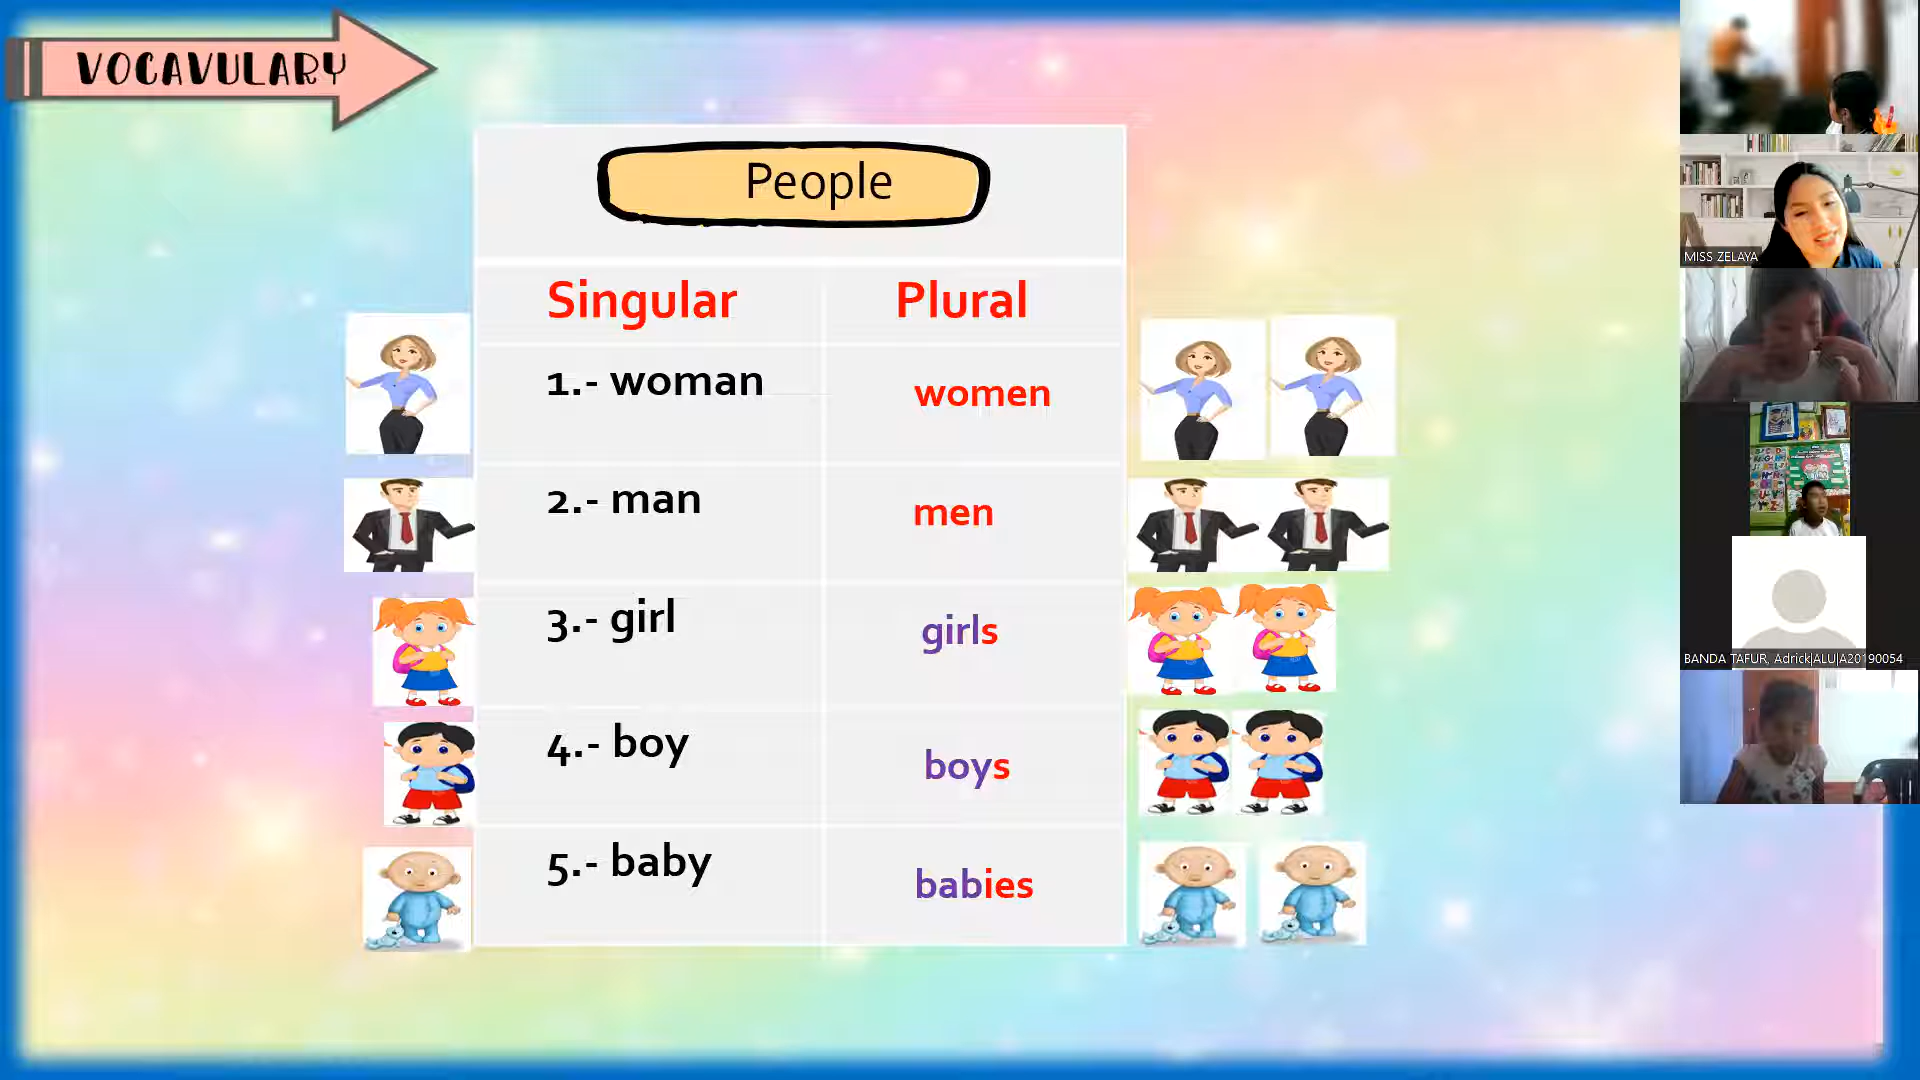 VOCAVULARY
People
Singular Plural
1.- woman women
2.- man men
3.- girl girls
4.- boy boys
5.- baby babies
MISS ZELAYA
BANDA TAFUR, Adrick|ALU|A20190054